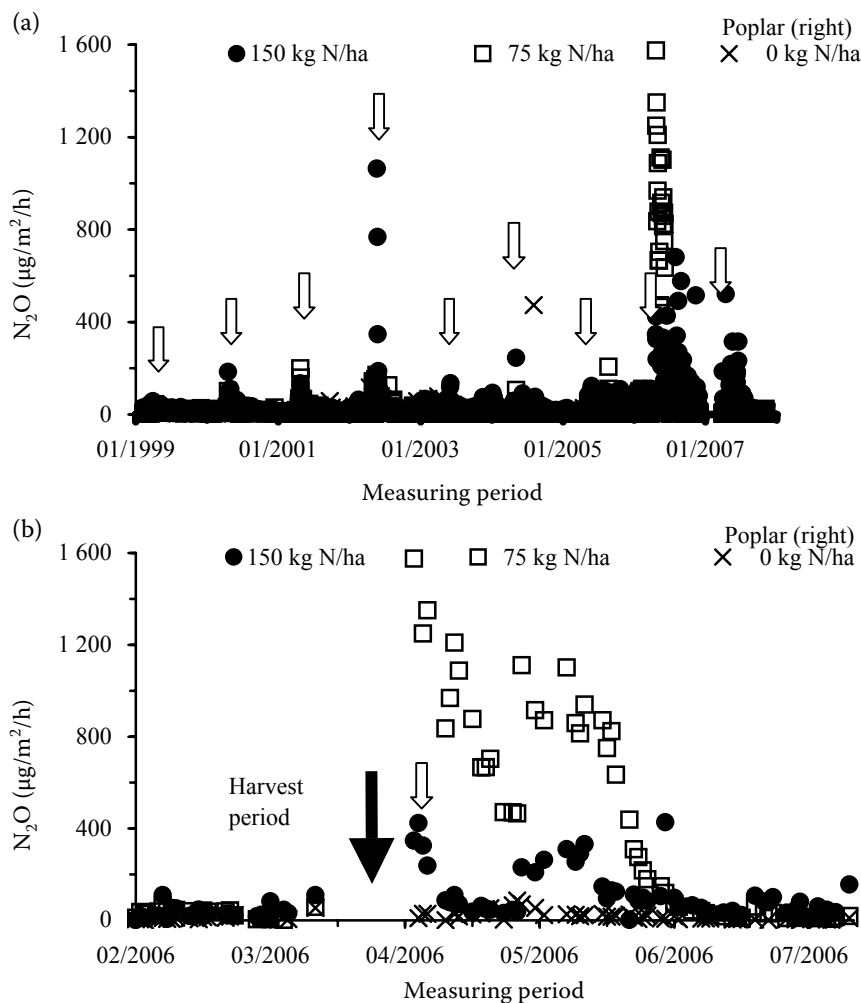 (a)
1 600
Poplar (right)
150 kg N/ha
75 kg N/ha
0 kg N/ha
1 200
800
400
0
N₂O (µg/m²/h)
01/1999
01/2001
01/2003
01/2005
01/2007
Measuring period
(b)
1 600
Poplar (right)
150 kg N/ha
75 kg N/ha
0 kg N/ha
1 200
800
400
0
N₂O (µg/m²/h)
Harvest
period
02/2006
03/2006
04/2006
05/2006
06/2006
07/2006
Measuring period